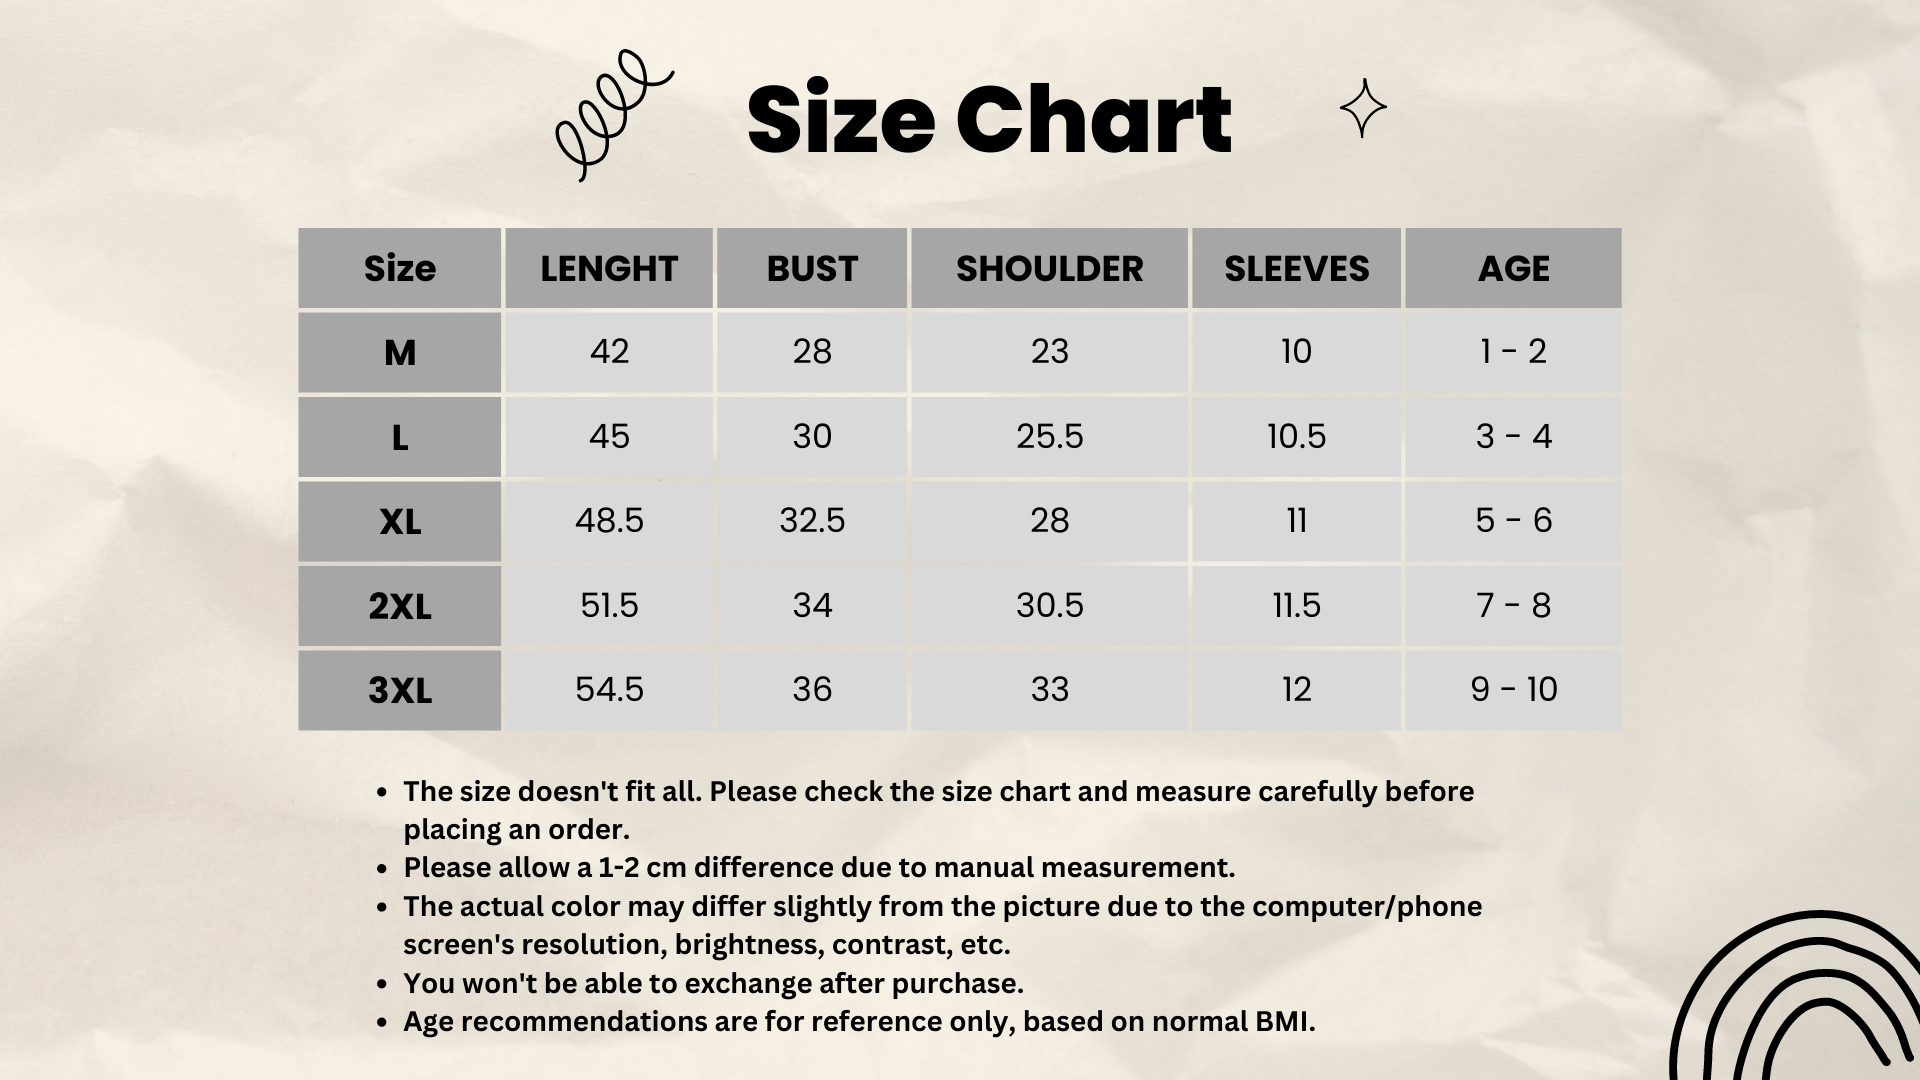 Size Chart
Size LENGHT BUST SHOULDER SLEEVES AGE
M 42 28 23 10 1 - 2
L 45 30 25.5 10.5 3 - 4
XL 48.5 32.5 28 11 5 - 6
2XL 51.5 34 30.5 11.5 7 - 8
3XL 54.5 36 33 12 9 - 10
• The size doesn't fit all. Please check the size chart and measure carefully before
placing an order.
• Please allow a 1-2 cm difference due to manual measurement.
• The actual color may differ slightly from the picture due to the computer/phone
screen's resolution, brightness, contrast, etc.
• You won't be able to exchange after purchase.
• Age recommendations are for reference only, based on normal BMI.